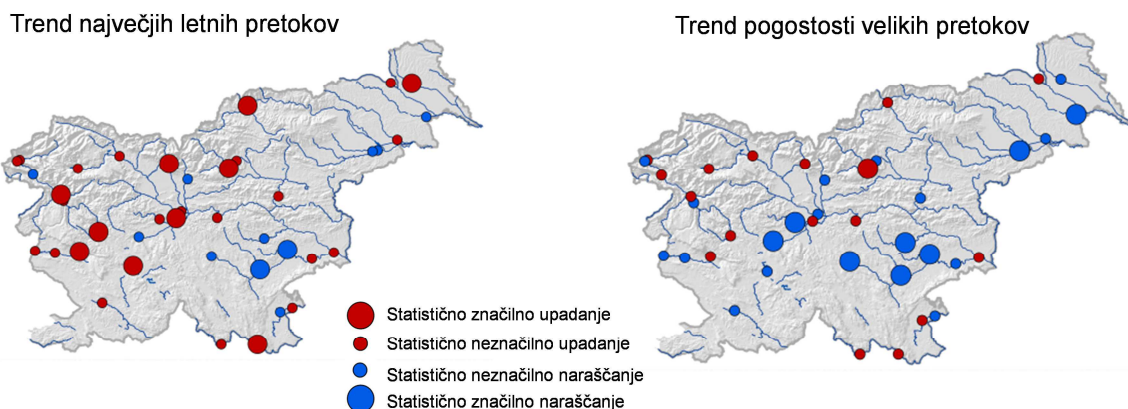 Trend največjih letnih pretokov
Trend pogostosti velikih pretokov
Statistično značilno upadanje
Statistično neznačilno upadanje
Statistično neznačilno naraščanje
Statistično značilno naraščanje